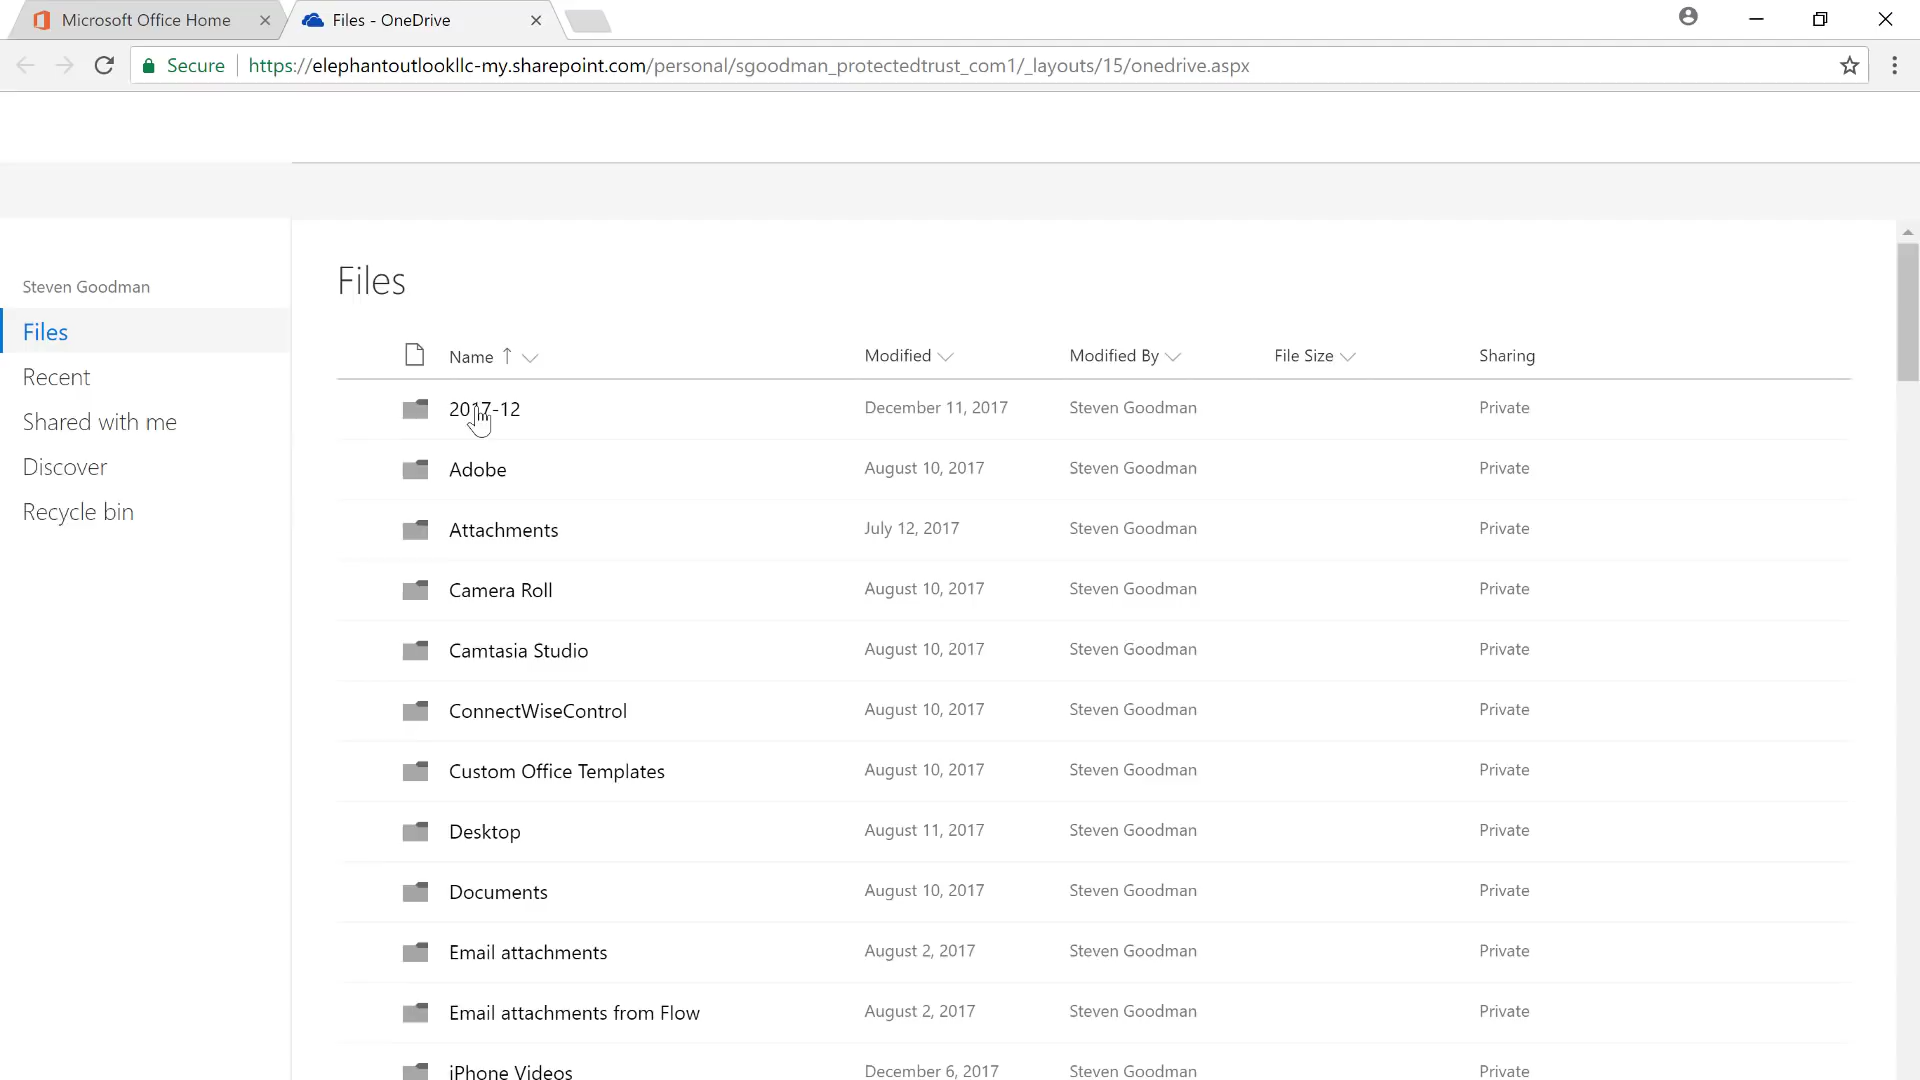 Microsoft Office Home
Files - OneDrive
Secure
https://elephantoutlookllc-my.sharepoint.com/personal/sgoodman_protectedtrust_com1/_layouts/15/onedrive.aspx
Steven Goodman
Files
Recent
Shared with me
Discover
Recycle bin
Files
Name Modified Modified By File Size Sharing
2017-12 December 11, 2017 Steven Goodman Private
Adobe August 10, 2017 Steven Goodman Private
Attachments July 12, 2017 Steven Goodman Private
Camera Roll August 10, 2017 Steven Goodman Private
Camtasia Studio August 10, 2017 Steven Goodman Private
ConnectWiseControl August 10, 2017 Steven Goodman Private
Custom Office Templates August 10, 2017 Steven Goodman Private
Desktop August 11, 2017 Steven Goodman Private
Documents August 10, 2017 Steven Goodman Private
Email attachments August 2, 2017 Steven Goodman Private
Email attachments from Flow August 2, 2017 Steven Goodman Private
iPhone Videos December 6, 2017 Steven Goodman Private